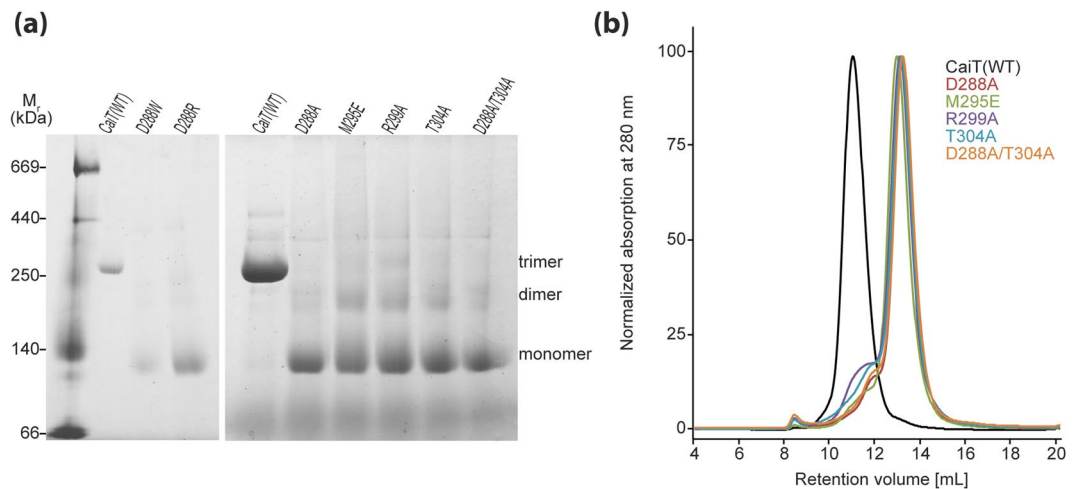 (a)
Mr
(kDa)
CaiT(WT)
D288W
D288R
CaiT(WT)
D288A
M295E
R299A
T304A
D288A/T304A
669
440
250
140
66
trimer
dimer
monomer
(b)
Normalized absorption at 280 nm
100
75
50
25
0
CaiT(WT)
D288A
M295E
R299A
T304A
D288A/T304A
4 6 8 10 12 14 16 18 20
Retention volume [mL]